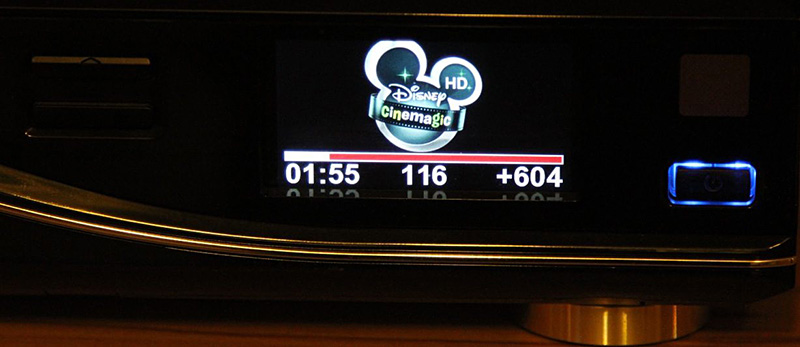 HD
Disney
Cinemagic
01:55 116 +604